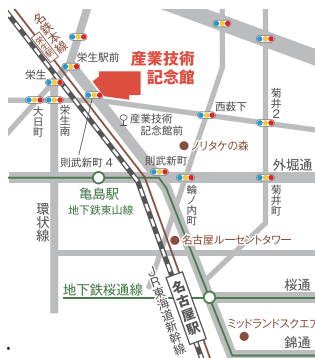 名鉄本線
栄生駅
栄生駅前
産業技術
記念館
栄生
菊井2
西薮下
大日町
栄生南
産業技術
記念館前
ノリタケの森
則武新町4
則武新町
外堀通
亀島駅
地下鉄東山線
輪ノ内町
菊井町
環状線
名古屋ルーセントタワー
地下鉄桜通線
JR東海道新幹線
名古屋駅
桜通
ミッドランドスクエア
錦通